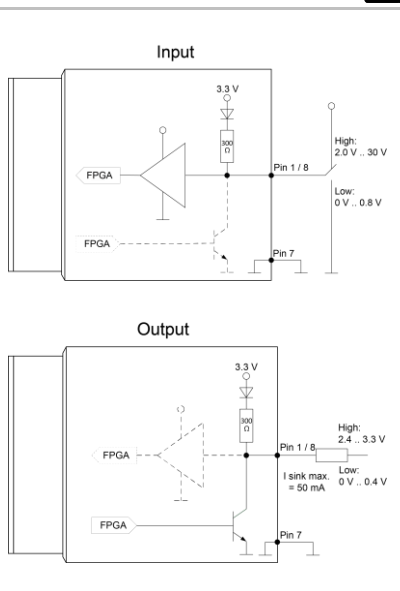 Input
3.3 V
300
Ω
High:
2.0 V .. 30 V
FPGA
Pin 1 / 8
Low:
0 V .. 0.8 V
FPGA
Pin 7
Output
3.3 V
300
Ω
High:
2.4 .. 3.3 V
FPGA
Pin 1 / 8
I sink max.
= 50 mA
Low:
0 V .. 0.4 V
FPGA
Pin 7